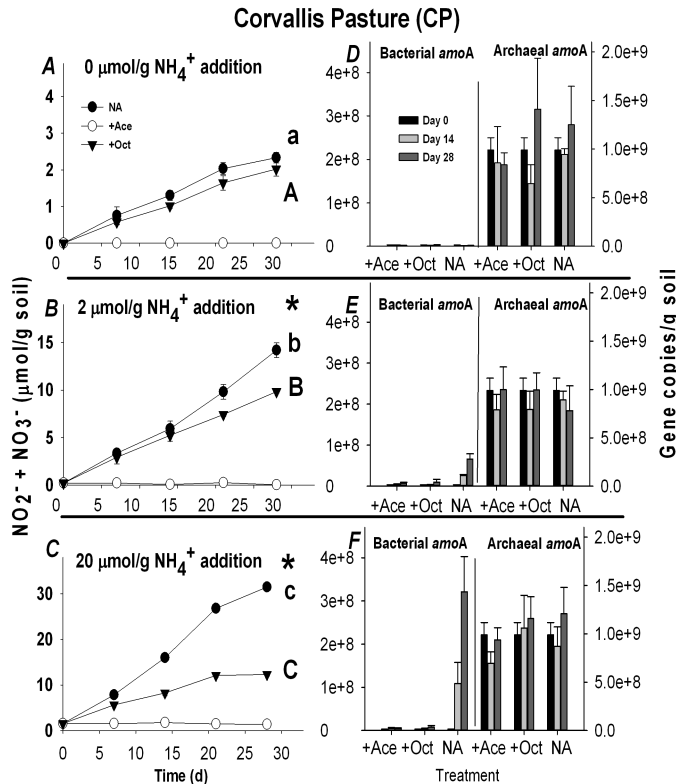 Corvallis Pasture (CP)
A 0 µmol/g NH4+ addition
NA
+Ace
+Oct
a
A
4
3
2
1
0
0 5 10 15 20 25 30
D
Bacterial amoA Archaeal amoA
Day 0
Day 14
Day 28
4e+8
3e+8
2e+8
1e+8
0
2.0e+9
1.5e+9
1.0e+9
5.0e+8
0.0
+Ace +Oct NA +Ace +Oct NA
B 2 µmol/g NH4+ addition *
b
B
15
10
5
0
0 5 10 15 20 25 30
E
Bacterial amoA Archaeal amoA
4e+8
3e+8
2e+8
1e+8
0
2.0e+9
1.5e+9
1.0e+9
5.0e+8
0.0
+Ace +Oct NA +Ace +Oct NA
C 20 µmol/g NH4+ addition *
c
C
30
20
10
0
0 5 10 15 20 25 30
Time (d)
F
Bacterial amoA Archaeal amoA
4e+8
3e+8
2e+8
1e+8
0
2.0e+9
1.5e+9
1.0e+9
5.0e+8
0.0
+Ace +Oct NA +Ace +Oct NA
Treatment
NO2- + NO3- (µmol/g soil)
Gene copies/g soil